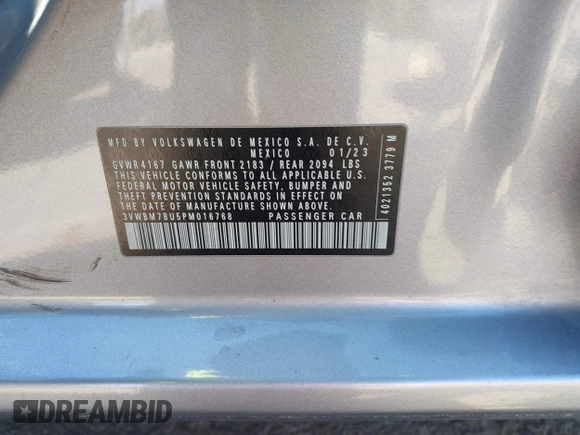 MFD BY VOLKSWAGEN DE MEXICO S.A. DE C.V.
MEXICO 01/23
GVWR 4167 GAWR FRONT 2183 / REAR 2094 LBS
THIS VEHICLE CONFORMS TO ALL APPLICABLE U.S.
FEDERAL MOTOR VEHICLE SAFETY, BUMPER AND
THEFT PREVENTION STANDARDS IN EFFECT ON
THE DATE OF MANUFACTURE SHOWN ABOVE
3VWBM7BU5PM016768 PASSENGER CAR
4021352 3779 M
DREAMBID